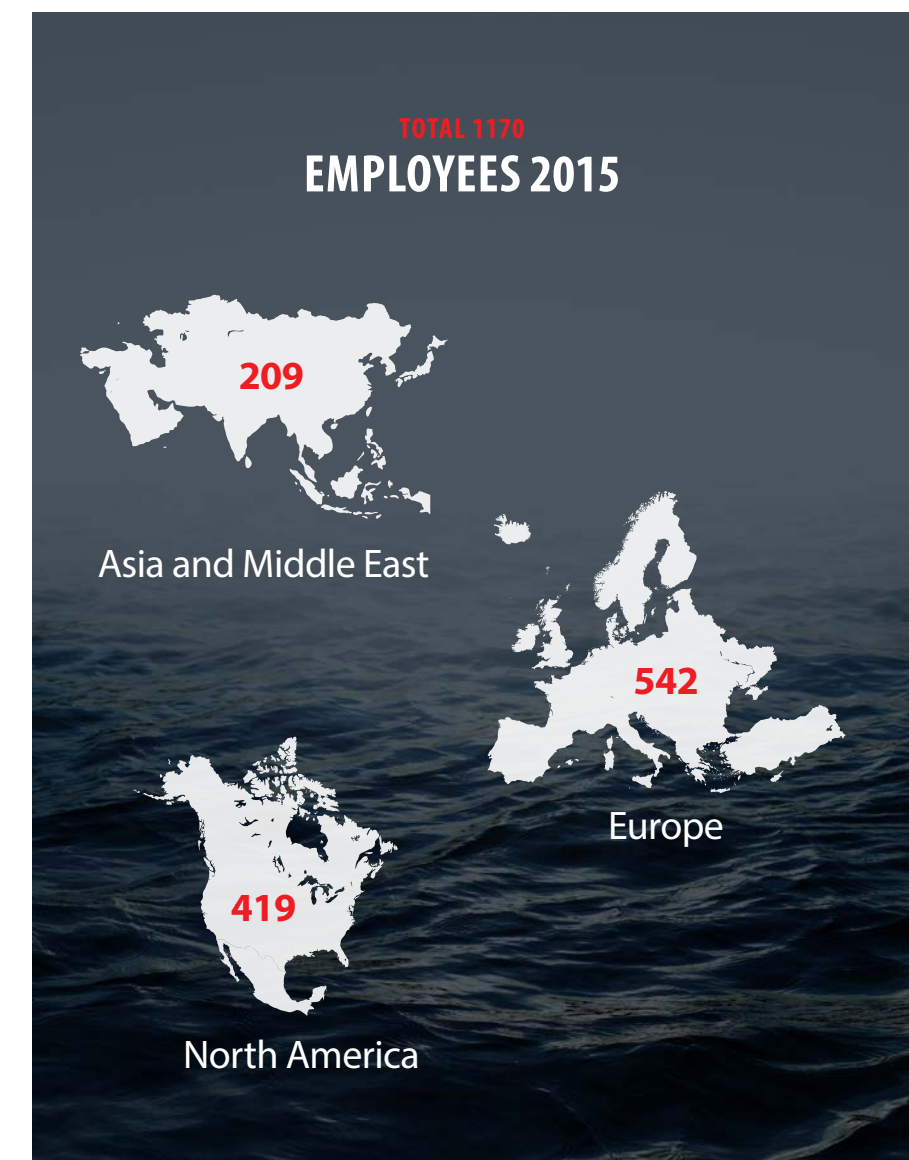 TOTAL 1170
EMPLOYEES 2015
209
Asia and Middle East
542
Europe
419
North America